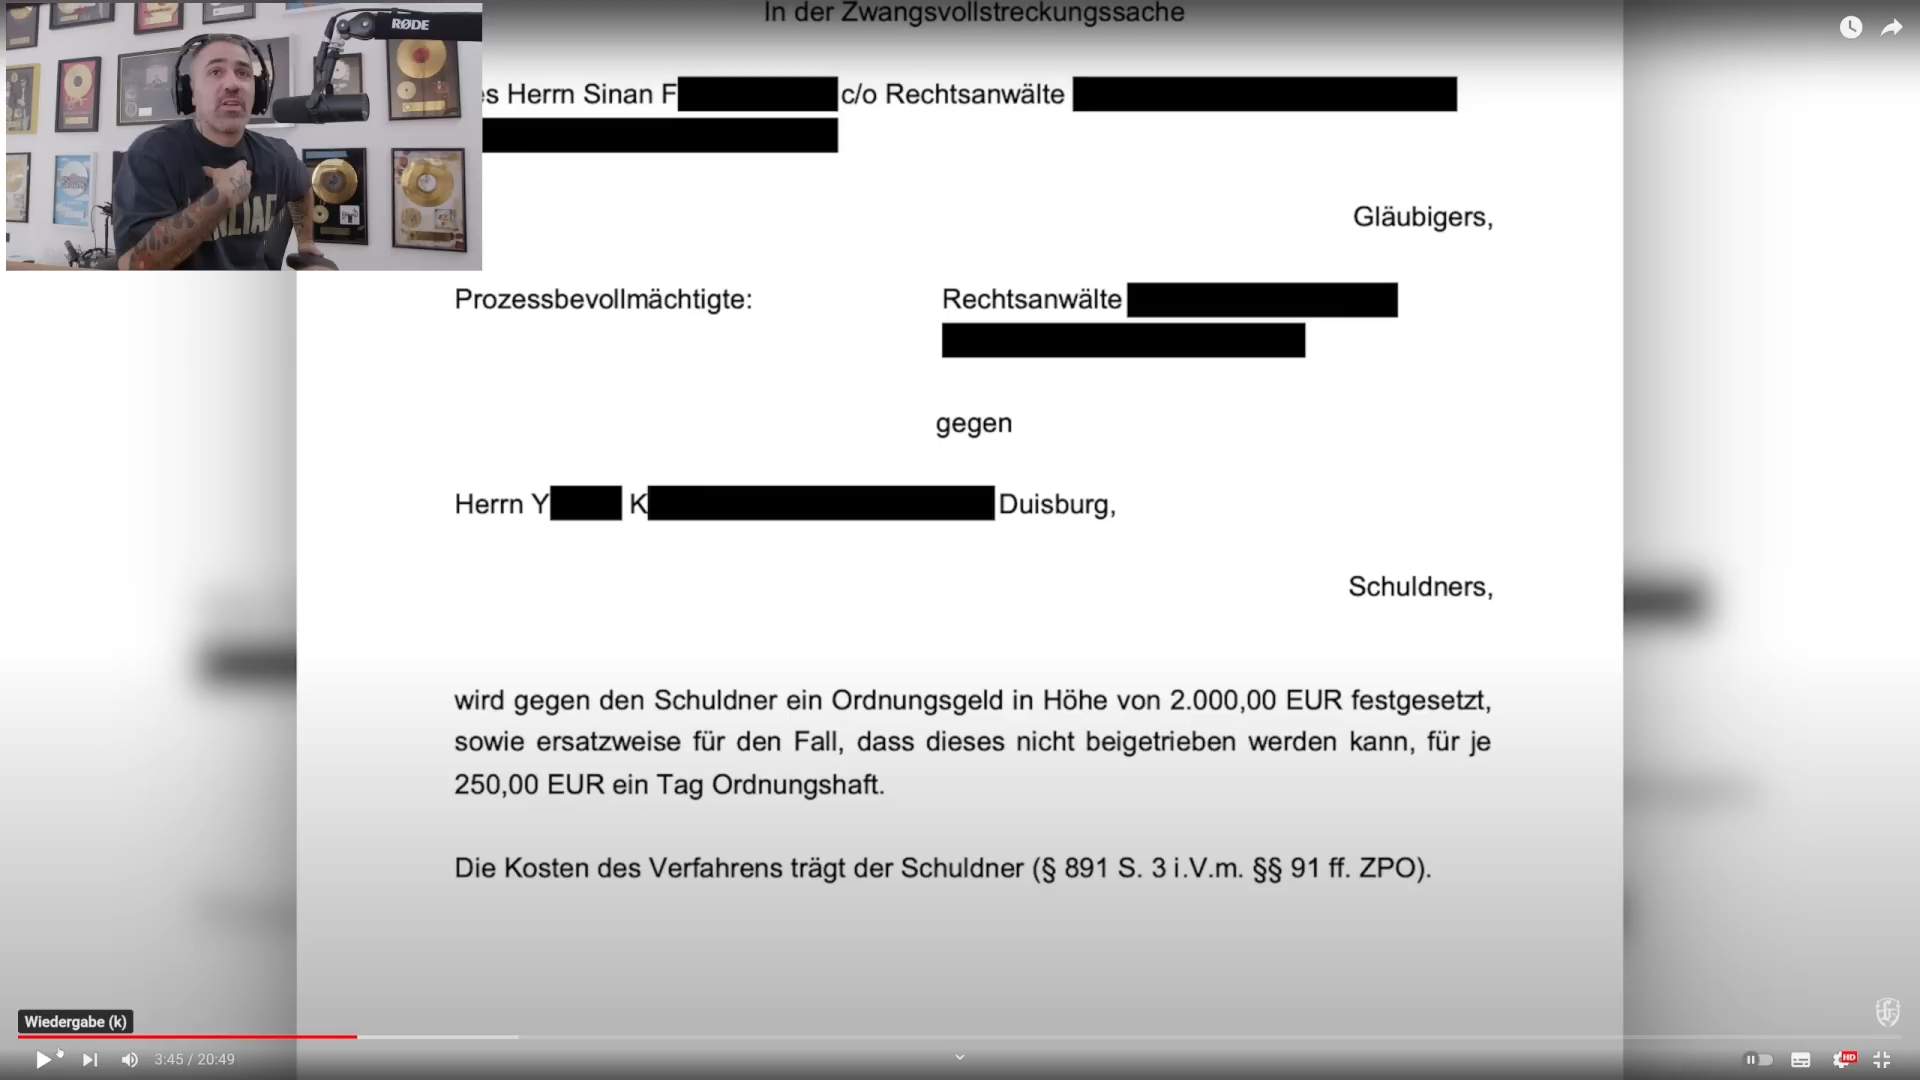 In der Zwangsvollstreckungssache
RØDE
es Herrn Sinan F c/o Rechtsanwälte
Gläubigers,
Prozessbevollmächtigte: Rechtsanwälte
gegen
Herrn Y K Duisburg,
Schuldners,
wird gegen den Schuldner ein Ordnungsgeld in Höhe von 2.000,00 EUR festgesetzt,
sowie ersatzweise für den Fall, dass dieses nicht beigetrieben werden kann, für je
250,00 EUR ein Tag Ordnungshaft.
Die Kosten des Verfahrens trägt der Schuldner (§ 891 S. 3 i.V.m. §§ 91 ff. ZPO).
Wiedergabe (k)
3:45 / 20:49
HD